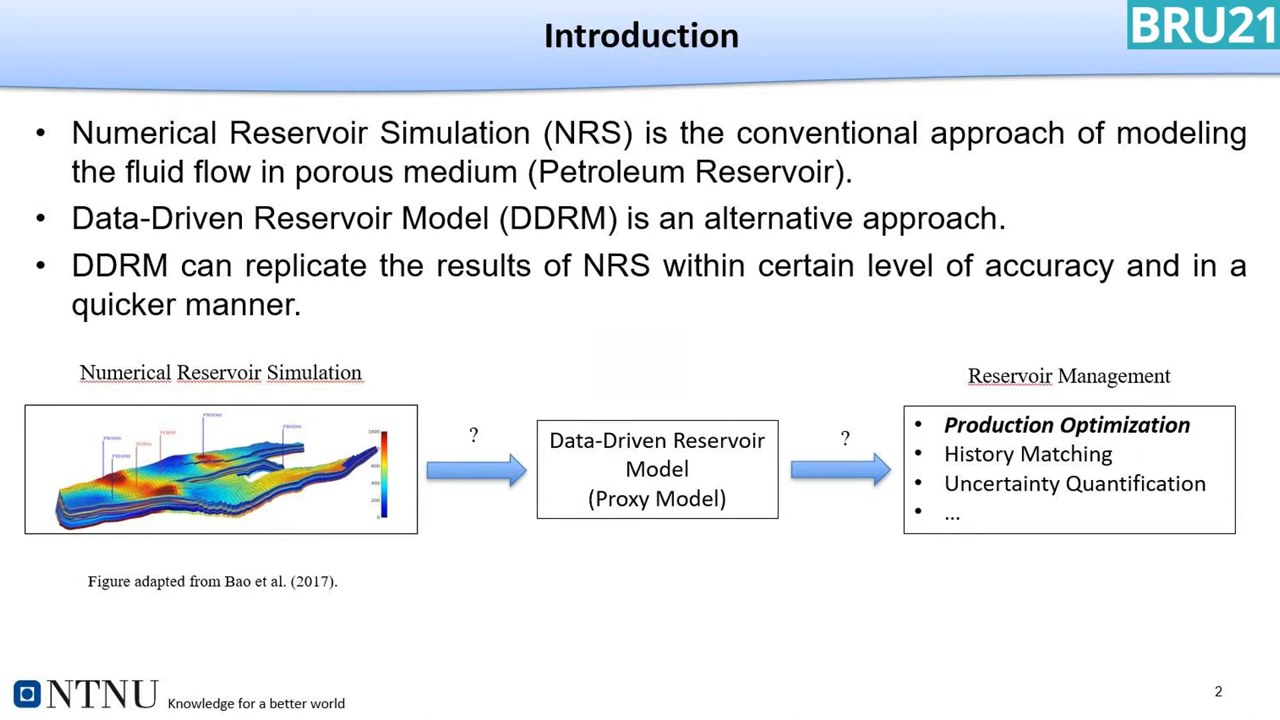 Introduction
BRU21
• Numerical Reservoir Simulation (NRS) is the conventional approach of modeling
the fluid flow in porous medium (Petroleum Reservoir).
• Data-Driven Reservoir Model (DDRM) is an alternative approach.
• DDRM can replicate the results of NRS within certain level of accuracy and in a
quicker manner.
Numerical Reservoir Simulation
?
Data-Driven Reservoir
Model
(Proxy Model)
?
Reservoir Management
• Production Optimization
• History Matching
• Uncertainty Quantification
• ...
Figure adapted from Bao et al. (2017).
NTNU Knowledge for a better world
2